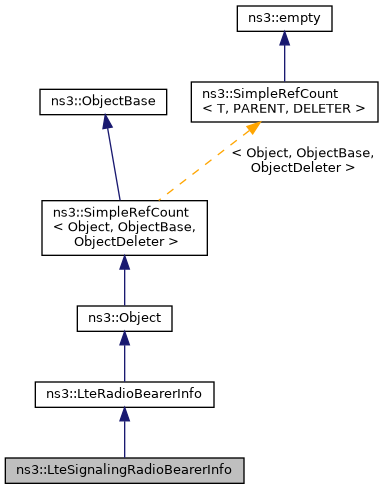 ns3::empty
ns3::ObjectBase
ns3::SimpleRefCount
< T, PARENT, DELETER >
< Object, ObjectBase,
ObjectDeleter >
ns3::SimpleRefCount
< Object, ObjectBase,
ObjectDeleter >
ns3::Object
ns3::LteRadioBearerInfo
ns3::LteSignalingRadioBearerInfo